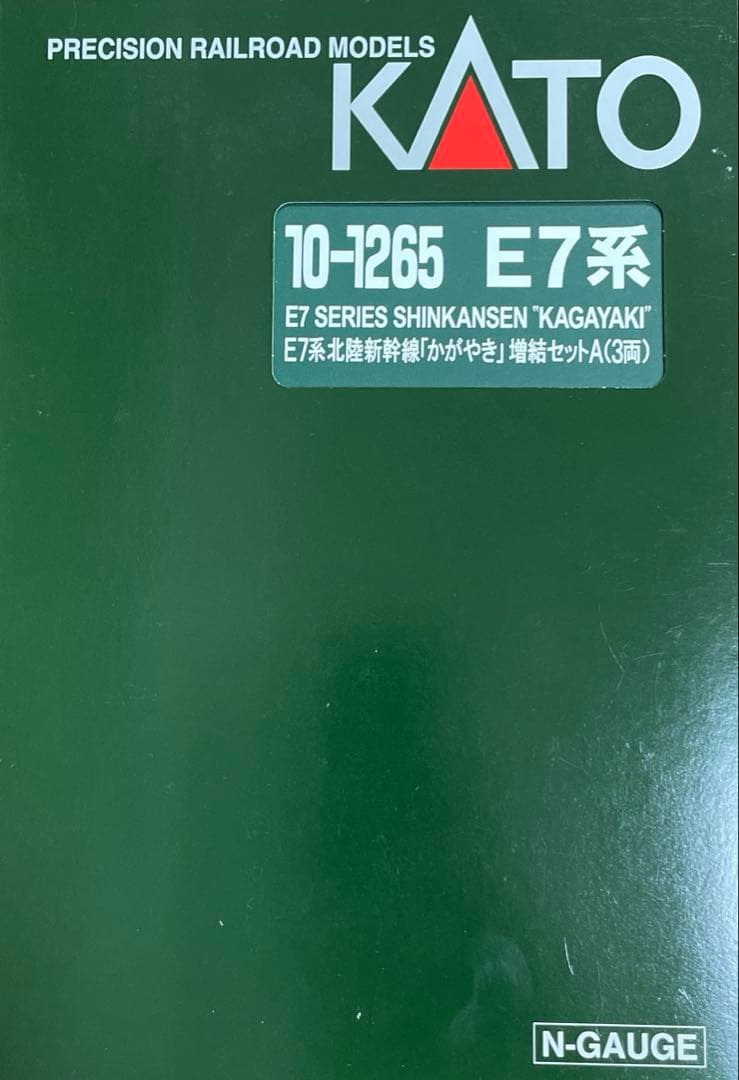 PRECISION RAILROAD MODELS
KATO
10-1265 E7系
E7 SERIES SHINKANSEN "KAGAYAKI"
E7系北陸新幹線「かがやき」増結セットA(3両)
N-GAUGE